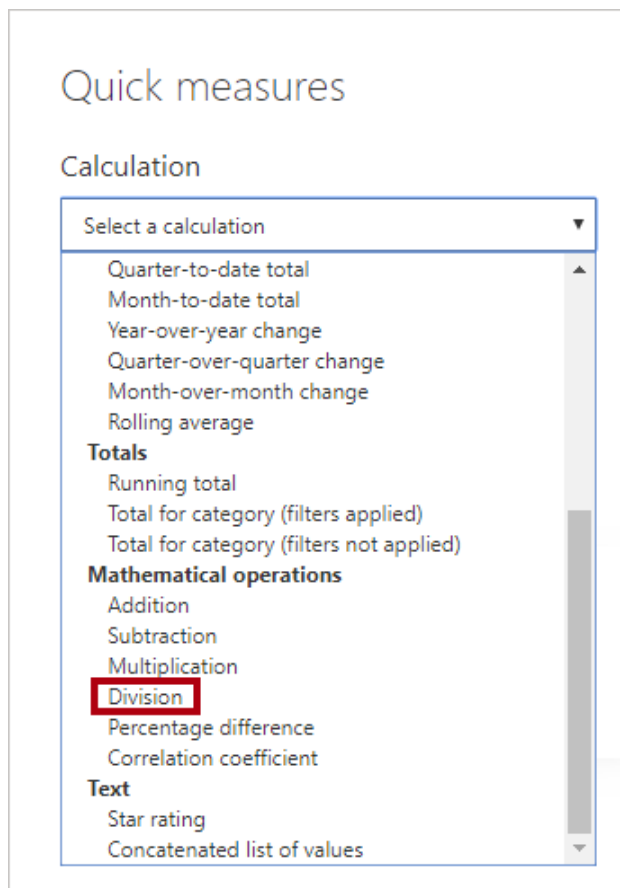 Quick measures
Calculation
Select a calculation
Quarter-to-date total
Month-to-date total
Year-over-year change
Quarter-over-quarter change
Month-over-month change
Rolling average
Totals
Running total
Total for category (filters applied)
Total for category (filters not applied)
Mathematical operations
Addition
Subtraction
Multiplication
Division
Percentage difference
Correlation coefficient
Text
Star rating
Concatenated list of values